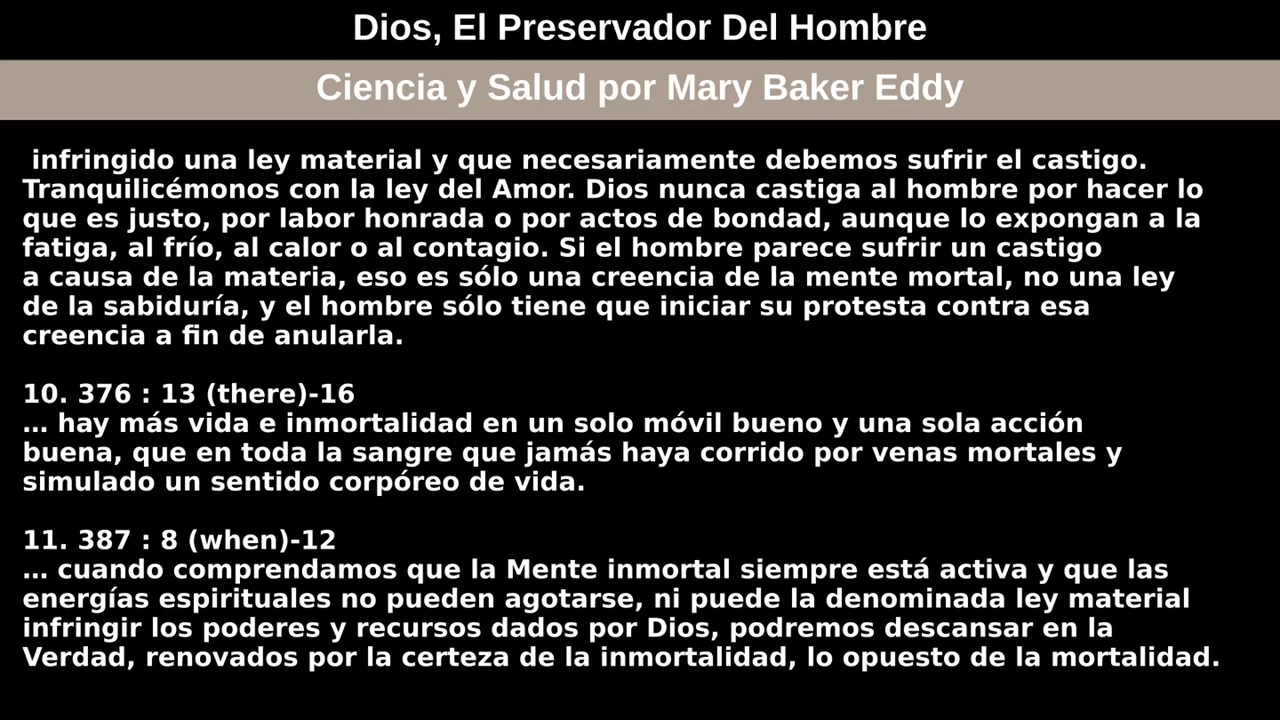 Dios, El Preservador Del Hombre
Ciencia y Salud por Mary Baker Eddy
infringido una ley material y que necesariamente debemos sufrir el castigo.
Tranquilicémonos con la ley del Amor. Dios nunca castiga al hombre por hacer lo
que es justo, por labor honrada o por actos de bondad, aunque lo expongan a la
fatiga, al frío, al calor o al contagio. Si el hombre parece sufrir un castigo
a causa de la materia, eso es sólo una creencia de la mente mortal, no una ley
de la sabiduría, y el hombre sólo tiene que iniciar su protesta contra esa
creencia a fin de anularla.
10. 376 : 13 (there)-16
… hay más vida e inmortalidad en un solo móvil bueno y una sola acción
buena, que en toda la sangre que jamás haya corrido por venas mortales y
simulado un sentido corpóreo de vida.
11. 387 : 8 (when)-12
… cuando comprendamos que la Mente inmortal siempre está activa y que las
energías espirituales no pueden agotarse, ni puede la denominada ley material
infringir los poderes y recursos dados por Dios, podremos descansar en la
Verdad, renovados por la certeza de la inmortalidad, lo opuesto de la mortalidad.